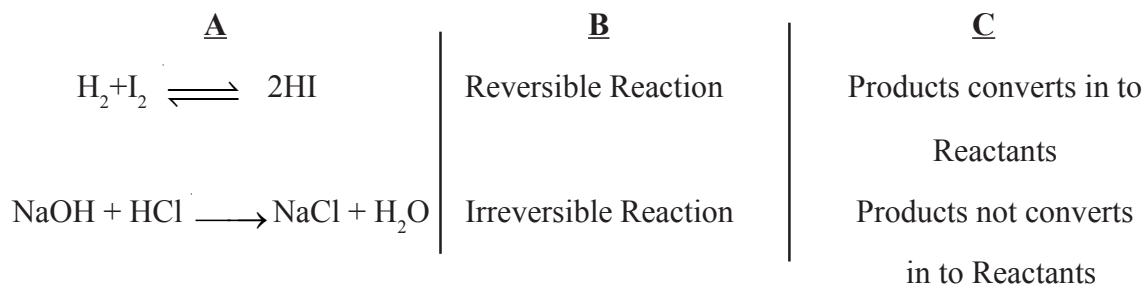 A B C
H₂+I₂ ⇌ 2HI Reversible Reaction Products converts in to
Reactants
NaOH + HCl ⟶ NaCl + H₂O Irreversible Reaction Products not converts
in to Reactants